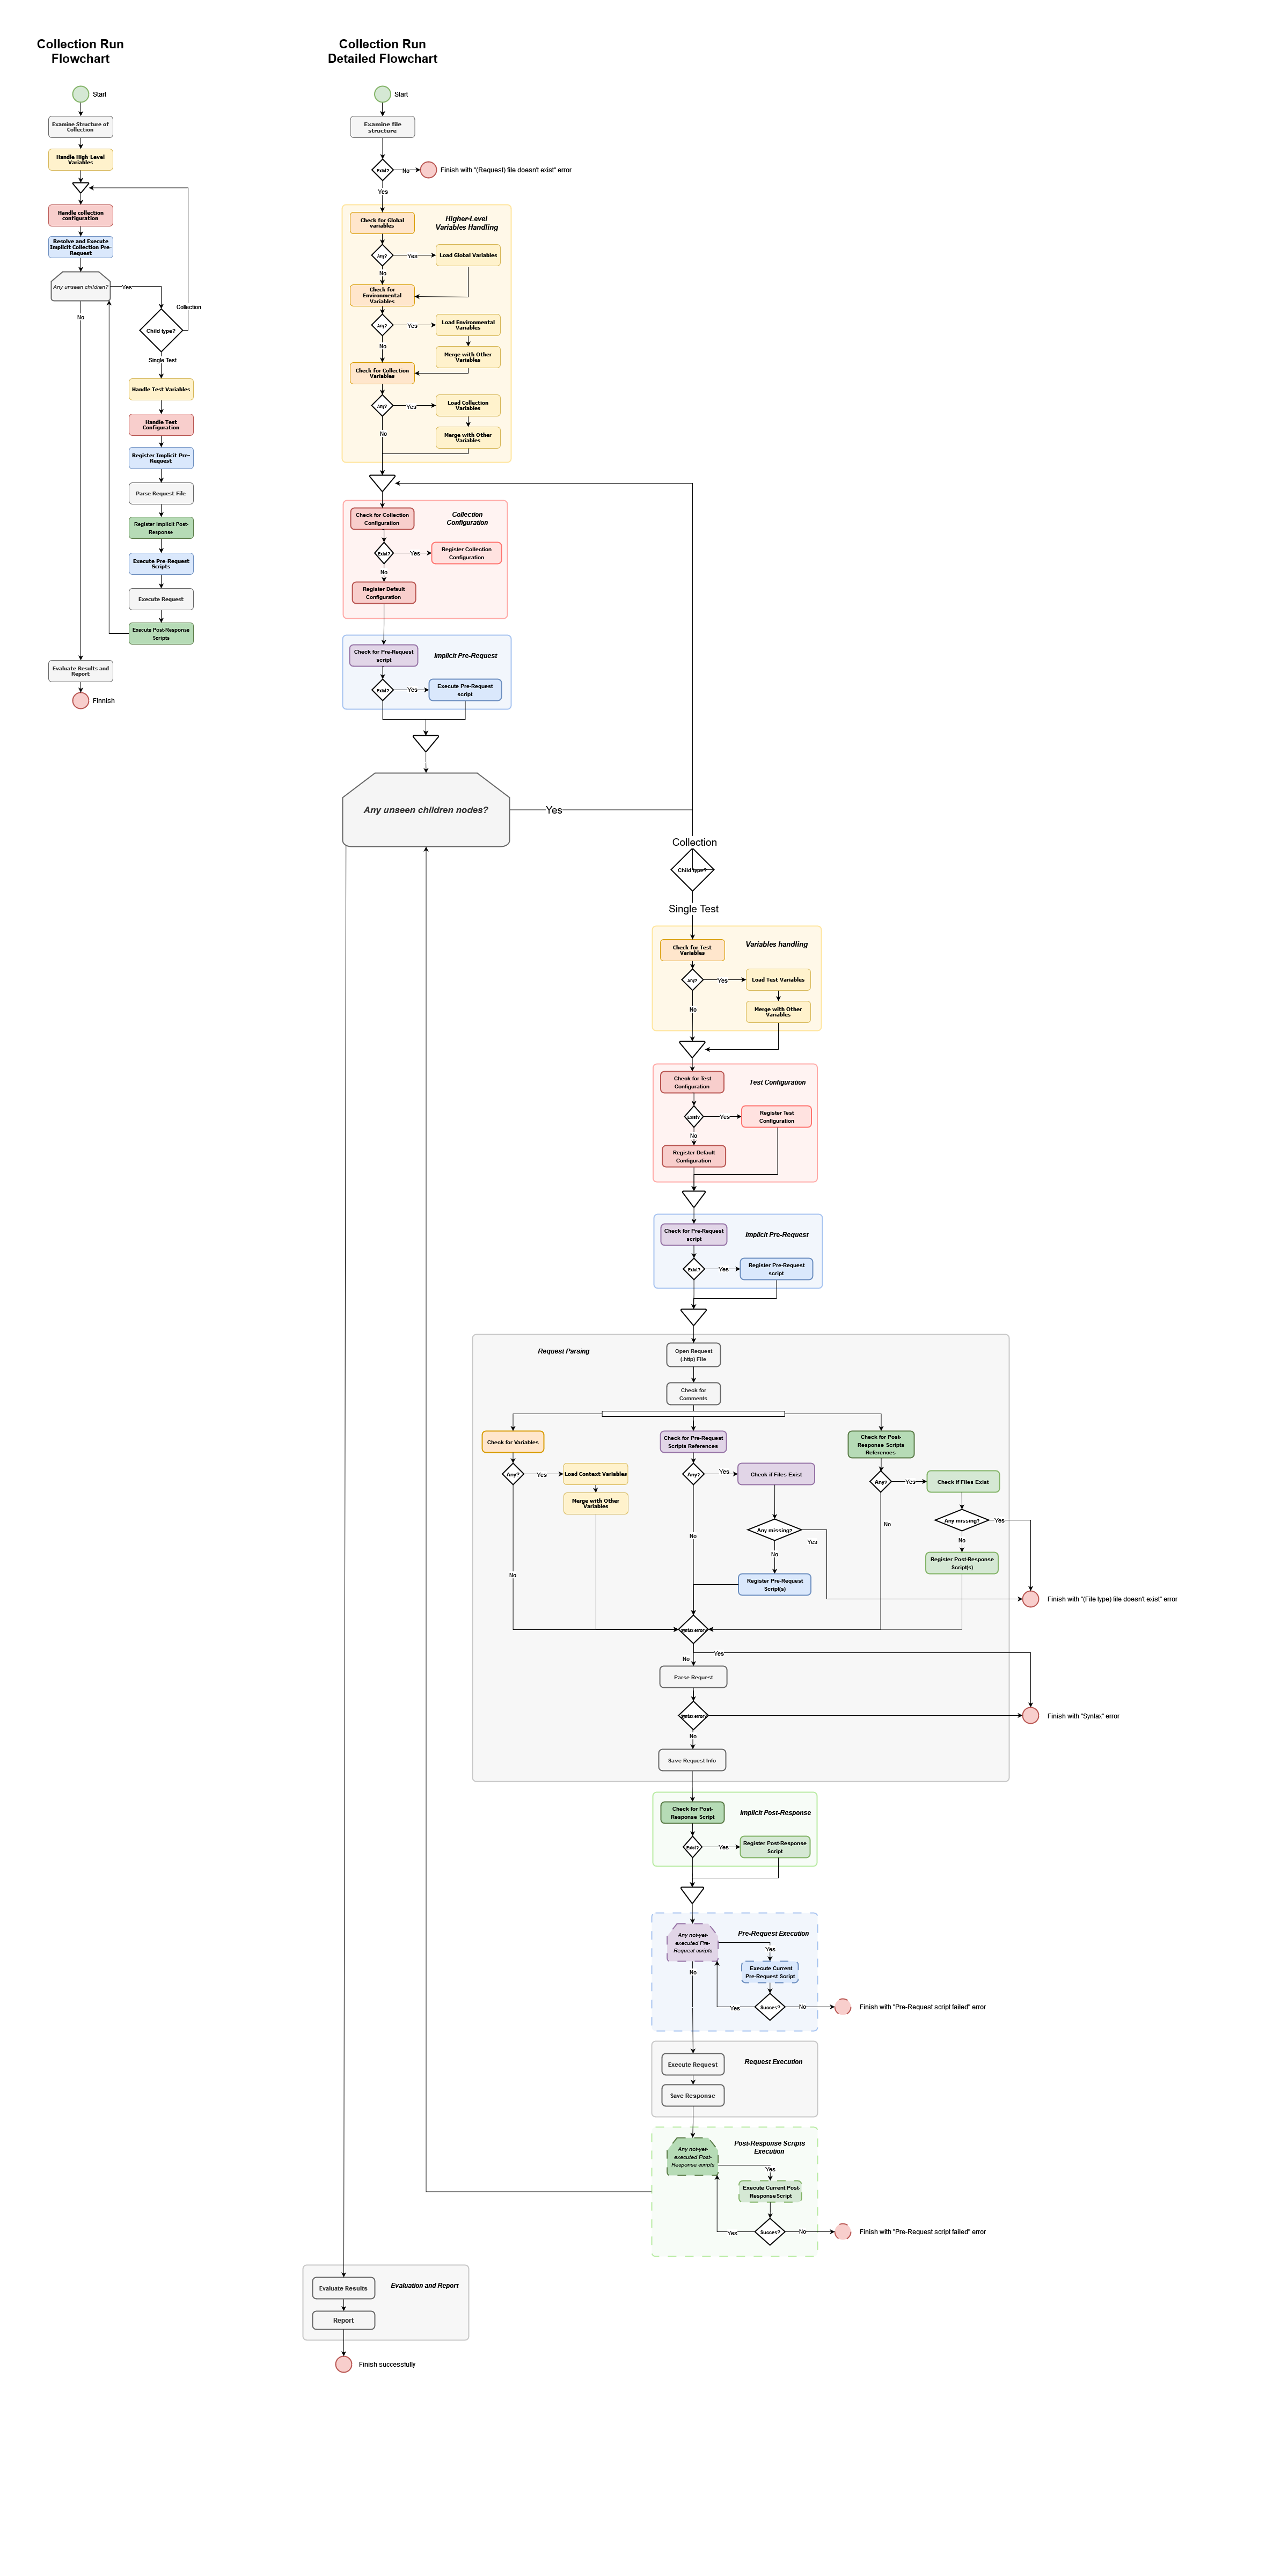 Collection Run
Flowchart
Start
Examine Structure of
Collection
Handle High-Level
Variables
Handle collection
configuration
Resolve and Execute
Implicit Collection Pre-
Request
Any unseen children?
Yes
Collection
No
Child type?
Single Test
Handle Test Variables
Handle Test
Configuration
Register Implicit Pre-
Request
Parse Request File
Register Implicit Post-
Response
Execute Pre-Request
Scripts
Execute Request
Execute Post-Response
Scripts
Evaluate Results and
Report
Finnish
Collection Run
Detailed Flowchart
Start
Examine file
structure
Exist?
No
Finish with "(Request) file doesn't exist" error
Yes
Higher-Level
Variables Handling
Check for Global
variables
Any?
Yes
Load Global Variables
No
Check for
Environmental
Variables
Any?
Yes
Load Environmental
Variables
No
Merge with Other
Variables
Check for Collection
Variables
Any?
Yes
Load Collection
Variables
No
Merge with Other
Variables
Collection
Configuration
Check for Collection
Configuration
Exist?
Yes
Register Collection
Configuration
No
Register Default
Configuration
Implicit Pre-Request
Check for Pre-Request
script
Exist?
Yes
Execute Pre-Request
script
Any unseen children nodes?
Yes
Collection
Child type?
Single Test
Variables handling
Check for Test
Variables
Any?
Yes
Load Test Variables
No
Merge with Other
Variables
Test Configuration
Check for Test
Configuration
Exist?
Yes
Register Test
Configuration
No
Register Default
Configuration
Implicit Pre-Request
Check for Pre-Request
script
Exist?
Yes
Register Pre-Request
script
Request Parsing
Open Request
(.http) File
Check for
Comments
Check for Variables
Any?
Yes
Load Context Variables
Merge with Other
Variables
No
Check for Pre-Request
Scripts References
Any?
Yes
Check if Files Exist
No
Any missing?
Yes
No
Register Pre-Request
Script(s)
Check for Post-
Response Scripts
References
Any?
Yes
Check if Files Exist
No
Any missing?
Yes
No
Register Post-Response
Script(s)
Finish with "(File type) file doesn't exist" error
Syntax error?
Yes
No
Parse Request
Syntax error?
Finish with "Syntax" error
No
Save Request Info
Implicit Post-Response
Check for Post-
Response Script
Exist?
Yes
Register Post-Response
Script
Pre-Request Execution
Any not-yet-
executed Pre-
Request scripts
Yes
No
Execute Current
Pre-Request Script
Succes?
Yes
No
Finish with "Pre-Request script failed" error
Request Execution
Execute Request
Save Response
Post-Response Scripts
Execution
Any not-yet-
executed Post-
Response scripts
Yes
Execute Current Post-
Response Script
Succes?
Yes
No
Finish with "Pre-Request script failed" error
Evaluation and Report
Evaluate Results
Report
Finish successfully